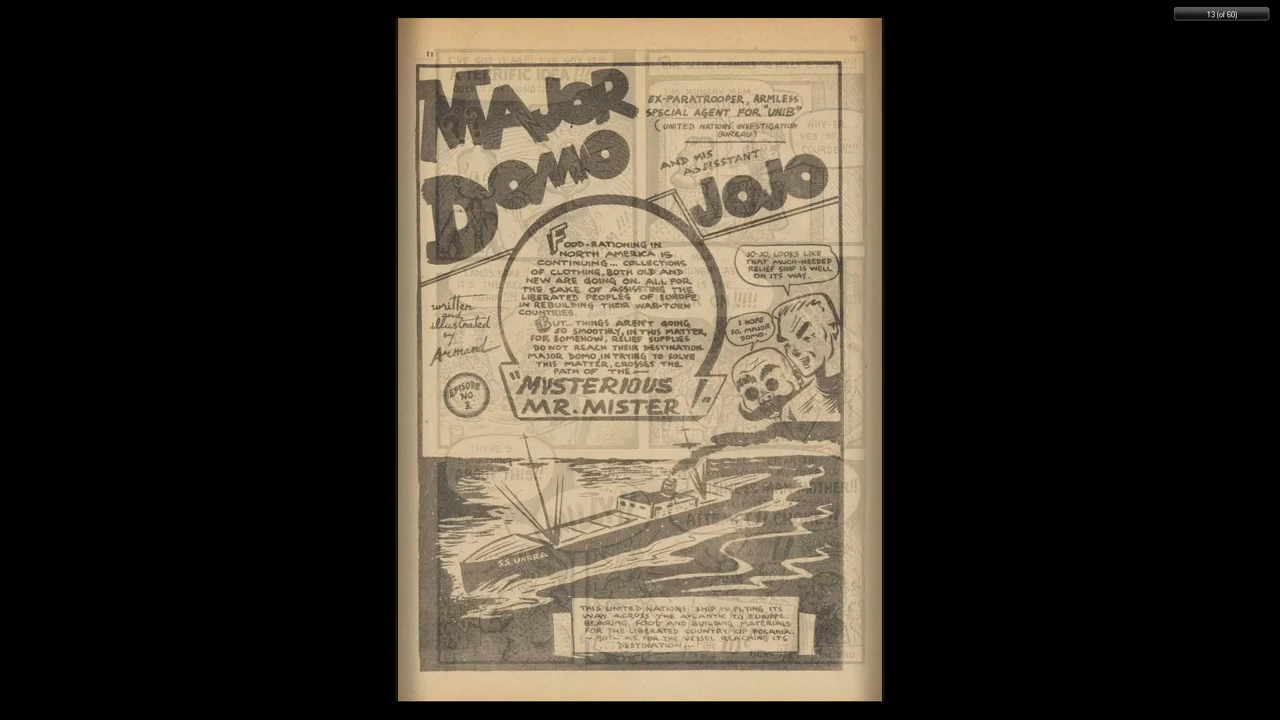 13 (of 60)
11
MAJOR
DOMO
EX-PARATROOPER, ARMLESS
SPECIAL AGENT FOR "UNIB"
(UNITED NATIONS INVESTIGATION
BUREAU)
AND HIS
ASSISSTANT
JOJO
FOOD-RATIONING IN
NORTH AMERICA IS
CONTINUING... COLLECTIONS
OF CLOTHING, BOTH OLD AND
NEW ARE GOING ON. ALL FOR
THE SAKE OF ASSISSTING THE
LIBERATED PEOPLES OF EUROPE
IN REBUILDING THEIR WAR-TORN
COUNTRIES.
BUT... THINGS AREN'T GOING
SO SMOOTHLY, IN THIS MATTER,
FOR SOMEHOW, RELIEF SUPPLIES
DO NOT REACH THEIR DESTINATION.
MAJOR DOMO, IN TRYING TO SOLVE
THIS MATTER, CROSSES THE
PATH OF THE—
"MYSTERIOUS
MR. MISTER!"
written
and
illustrated
by
Armand
EPISODE
NO.
1
JO-JO, LOOKS LIKE
THAT MUCH-NEEDED
RELIEF SHIP IS WELL
ON ITS WAY.
I HOPE
SO, MAJOR
DOMO.
SS. UNRRA
THIS UNITED NATIONS SHIP IS PLYING ITS
WAY ACROSS THE ATLANTIC TO EUROPE,
BEARING FOOD AND BUILDING MATERIALS
FOR THE LIBERATED COUNTRY OF POLANIA.
—BUT— AS FOR THE VESSEL REACHING ITS
DESTINATION...